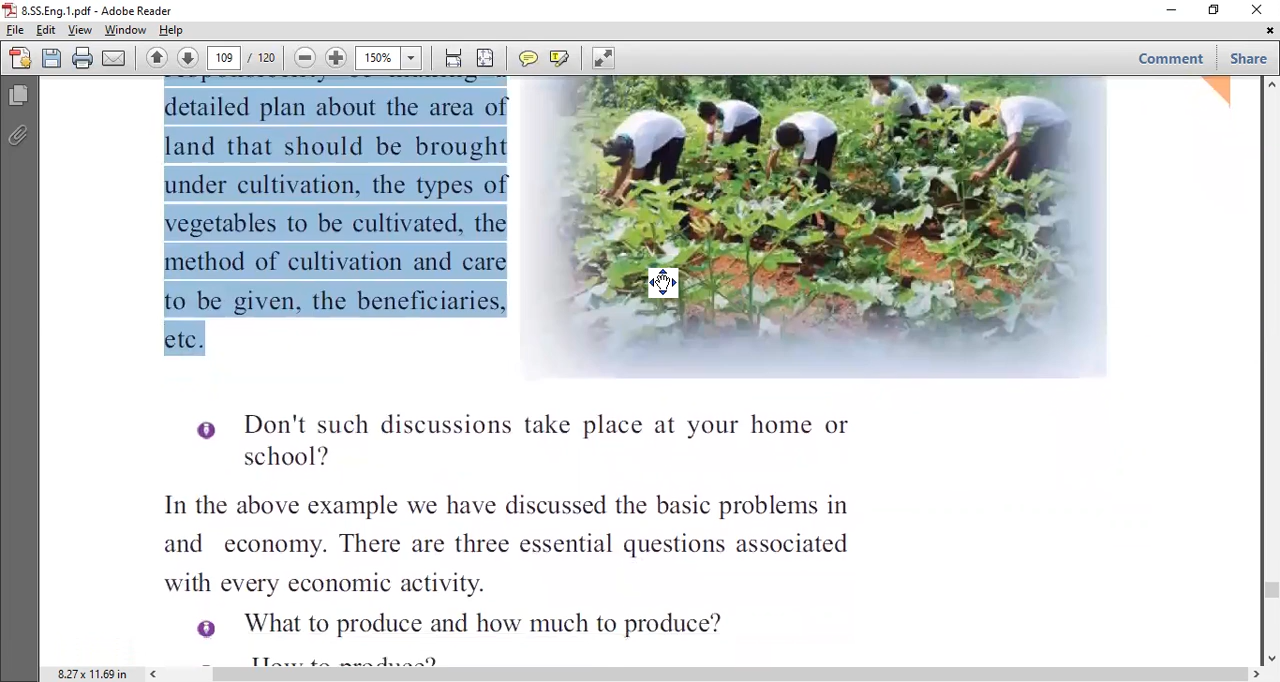 8.SS.Eng.1.pdf - Adobe Reader
File Edit View Window Help
109 / 120 150% Comment Share
detailed plan about the area of
land that should be brought
under cultivation, the types of
vegetables to be cultivated, the
method of cultivation and care
to be given, the beneficiaries,
etc.
Don't such discussions take place at your home or
school?
In the above example we have discussed the basic problems in
and economy. There are three essential questions associated
with every economic activity.
What to produce and how much to produce?
How to produce?
8.27 x 11.69 in